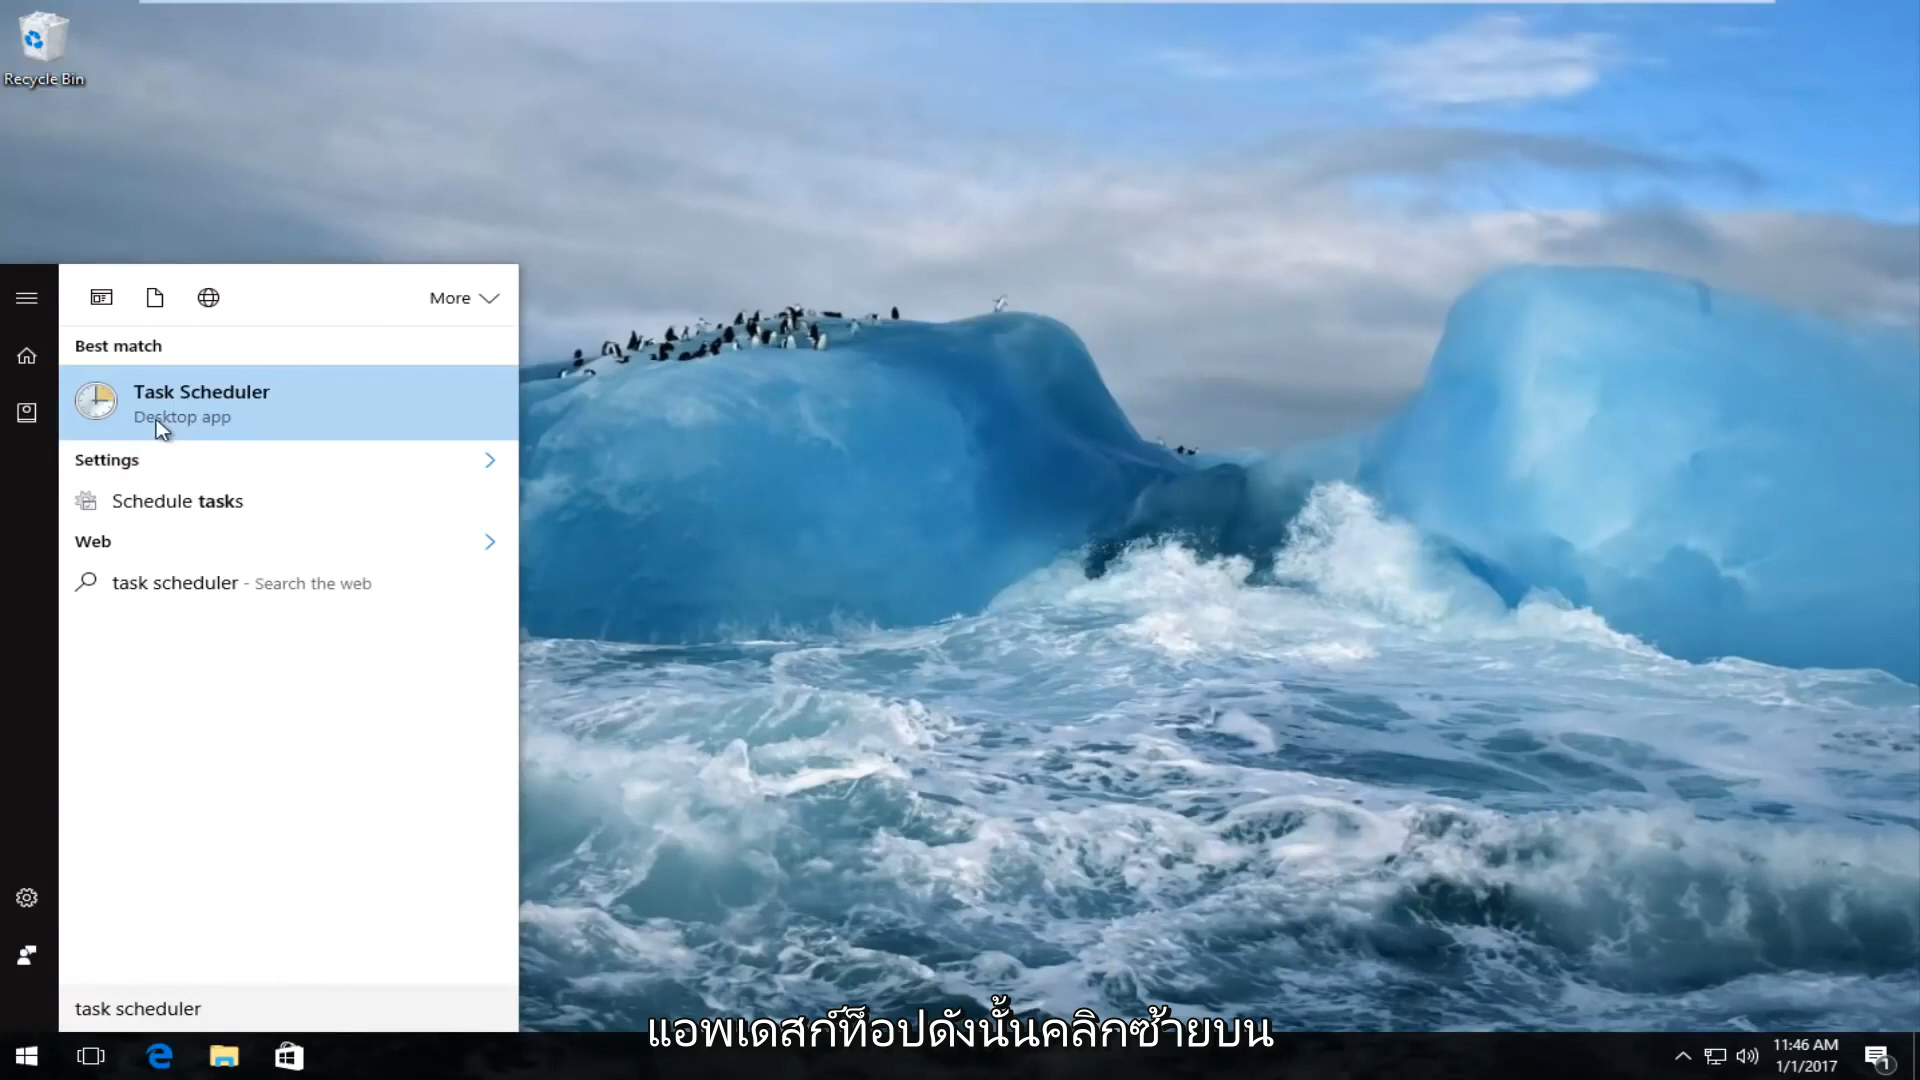 Recycle Bin
More
Best match
Task Scheduler
Desktop app
Settings
Schedule tasks
Web
task scheduler - Search the web
task scheduler
แอพเดสก์ท็อปดังนั้นคลิกซ้ายบน
11:46 AM
1/1/2017
1